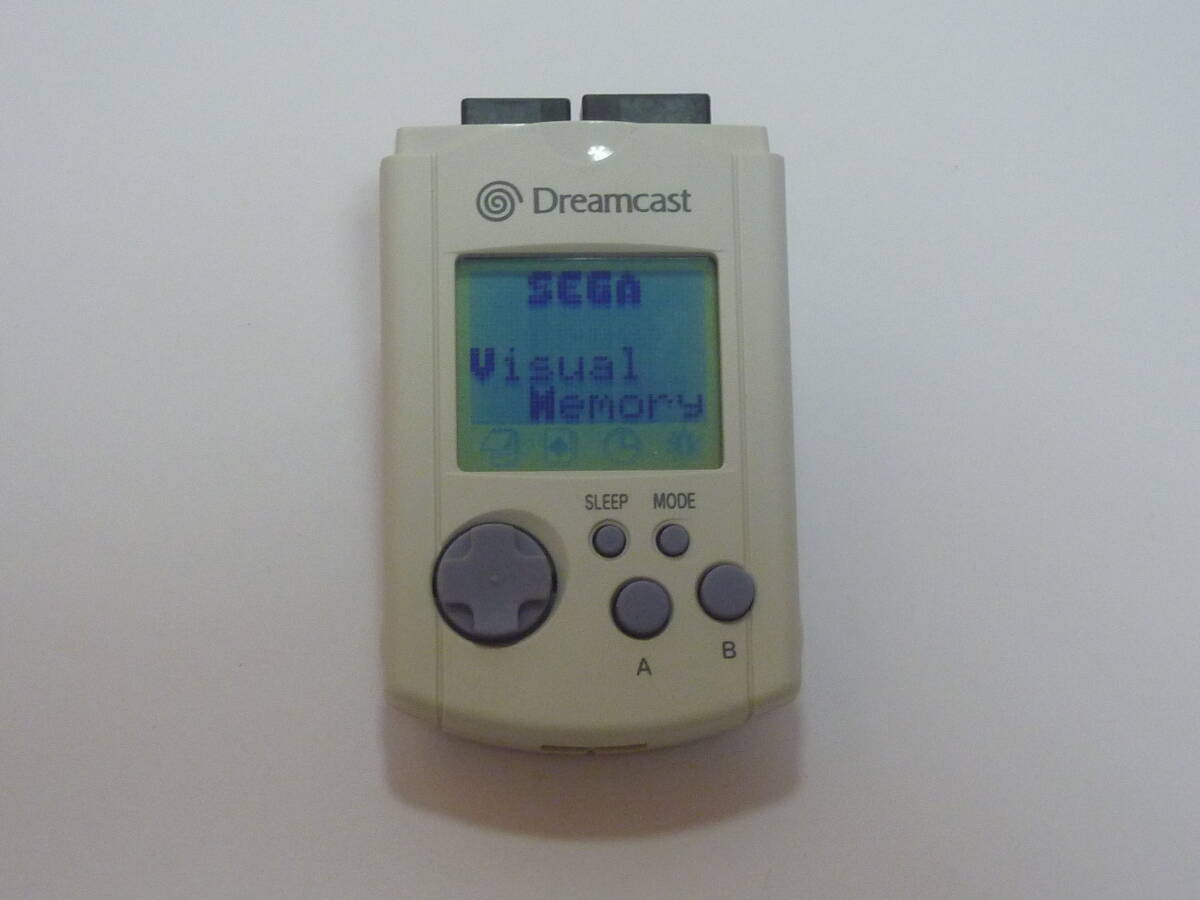 Dreamcast
SEGA
Visual
Memory
SLEEP MODE
A
B